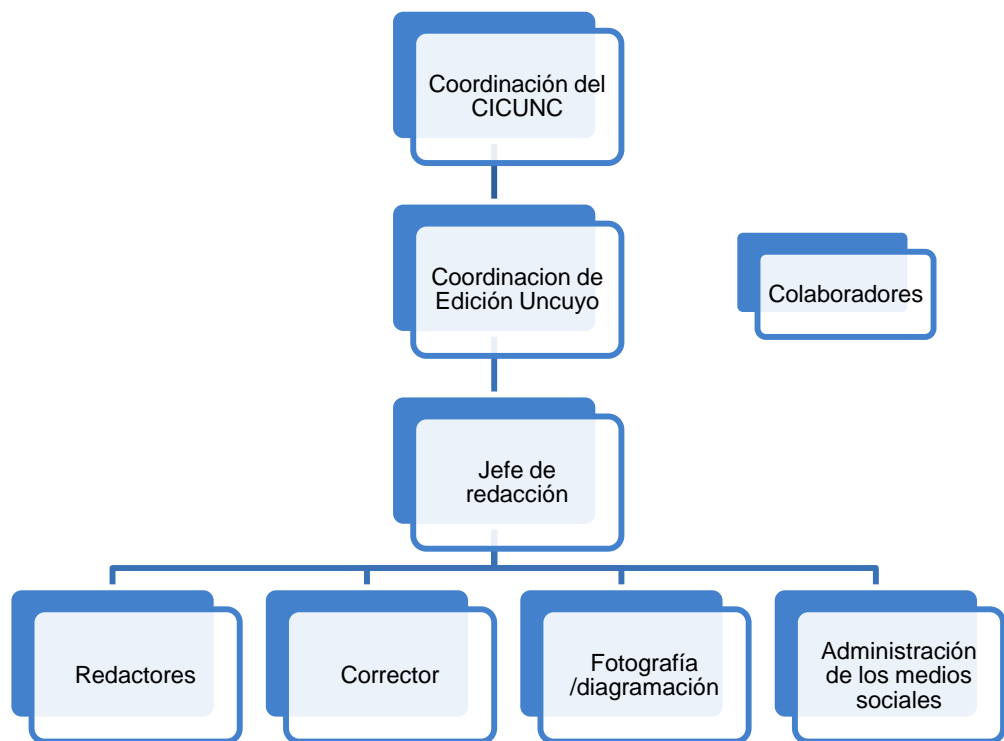 Coordinación del
CICUNC
Coordinacion de
Edición Uncuyo
Colaboradores
Jefe de
redacción
Redactores
Corrector
Fotografía
/diagramación
Administración
de los medios
sociales